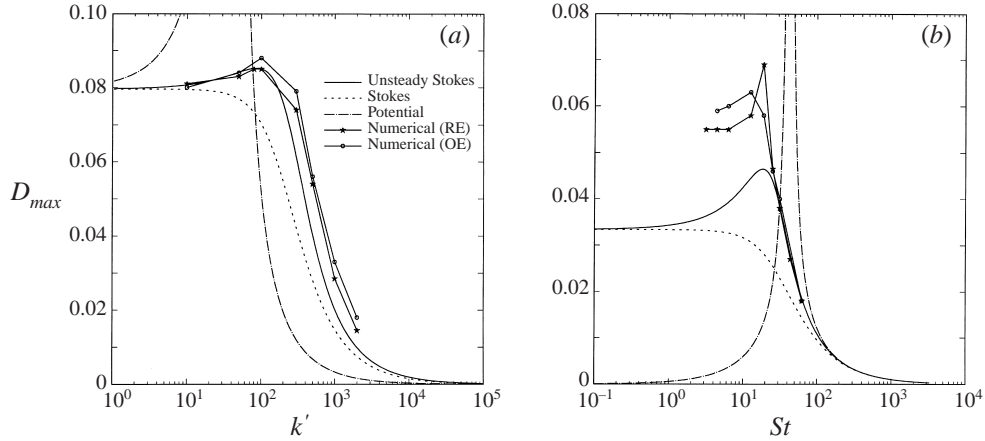 (a)
0.10
0.08
0.06
0.04
0.02
0
D_max
Unsteady Stokes
Stokes
Potential
Numerical (RE)
Numerical (OE)
10^0
10^1
10^2
10^3
10^4
10^5
k′
(b)
0.08
0.06
0.04
0.02
0
10^−1
10^0
10^1
10^2
10^3
10^4
St